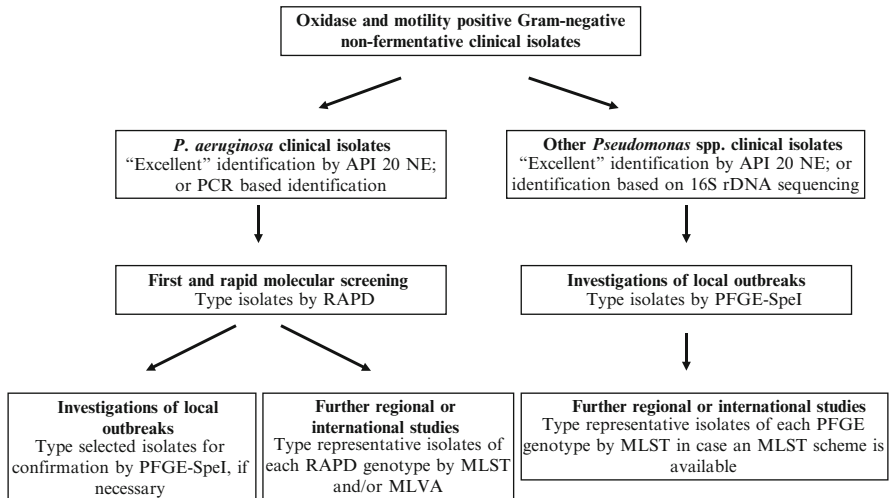 Oxidase and motility positive Gram-negative
non-fermentative clinical isolates
P. aeruginosa clinical isolates
“Excellent” identification by API 20 NE;
or PCR based identification
Other Pseudomonas spp. clinical isolates
“Excellent” identification by API 20 NE; or
identification based on 16S rDNA sequencing
First and rapid molecular screening
Type isolates by RAPD
Investigations of local outbreaks
Type isolates by PFGE-SpeI
Investigations of local
outbreaks
Type selected isolates for
confirmation by PFGE-SpeI, if
necessary
Further regional or
international studies
Type representative isolates of
each RAPD genotype by MLST
and/or MLVA
Further regional or international studies
Type representative isolates of each PFGE
genotype by MLST in case an MLST scheme is
available